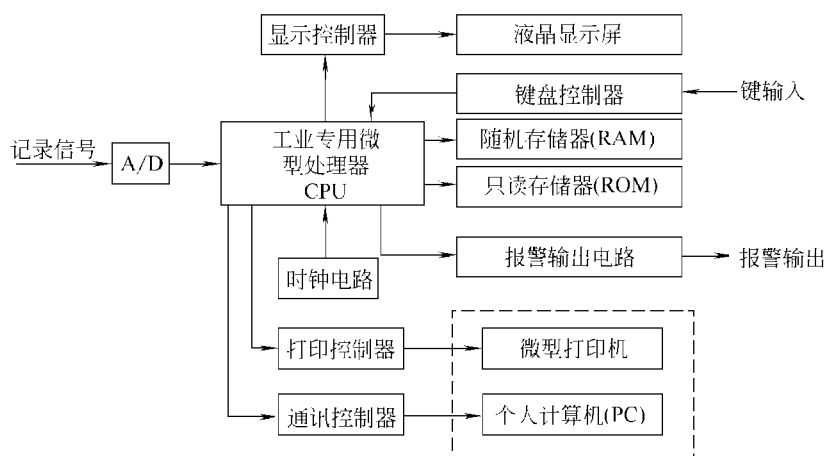 显示控制器
液晶显示屏
键盘控制器
键输入
记录信号
A/D
工业专用微
型处理器
CPU
随机存储器(RAM)
只读存储器(ROM)
时钟电路
报警输出电路
报警输出
打印控制器
微型打印机
通讯控制器
个人计算机(PC)